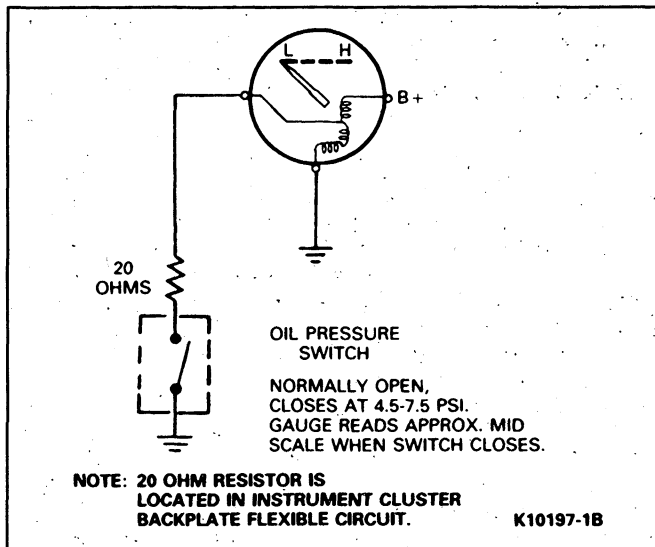 L H
B+
20
OHMS
OIL PRESSURE
SWITCH
NORMALLY OPEN,
CLOSES AT 4.5-7.5 PSI.
GAUGE READS APPROX. MID
SCALE WHEN SWITCH CLOSES.
NOTE: 20 OHM RESISTOR IS
LOCATED IN INSTRUMENT CLUSTER
BACKPLATE FLEXIBLE CIRCUIT.
K10197-1B